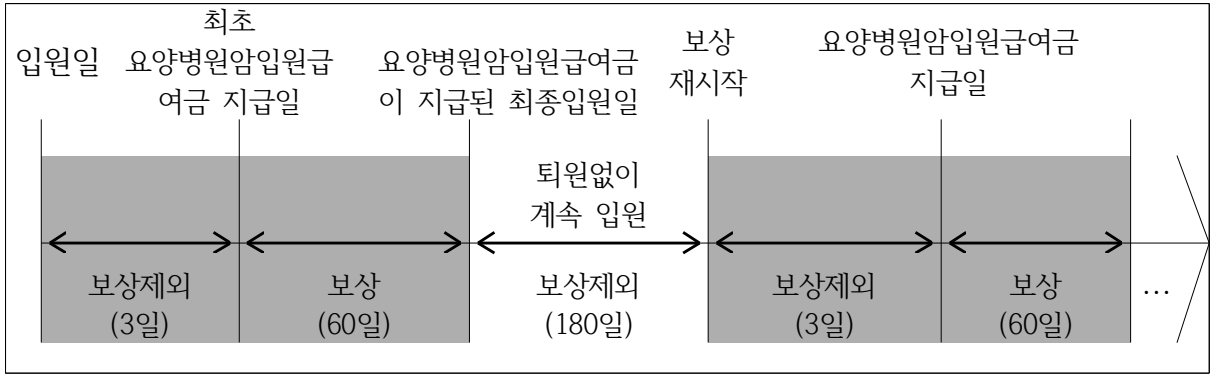 입원일
최초
요양병원암입원급
여금 지급일
요양병원암입원급여금
이 지급된 최종입원일
보상
재시작
요양병원암입원급여금
지급일
퇴원없이
계속 입원
보상제외
(3일)
보상
(60일)
보상제외
(180일)
보상제외
(3일)
보상
(60일)
…